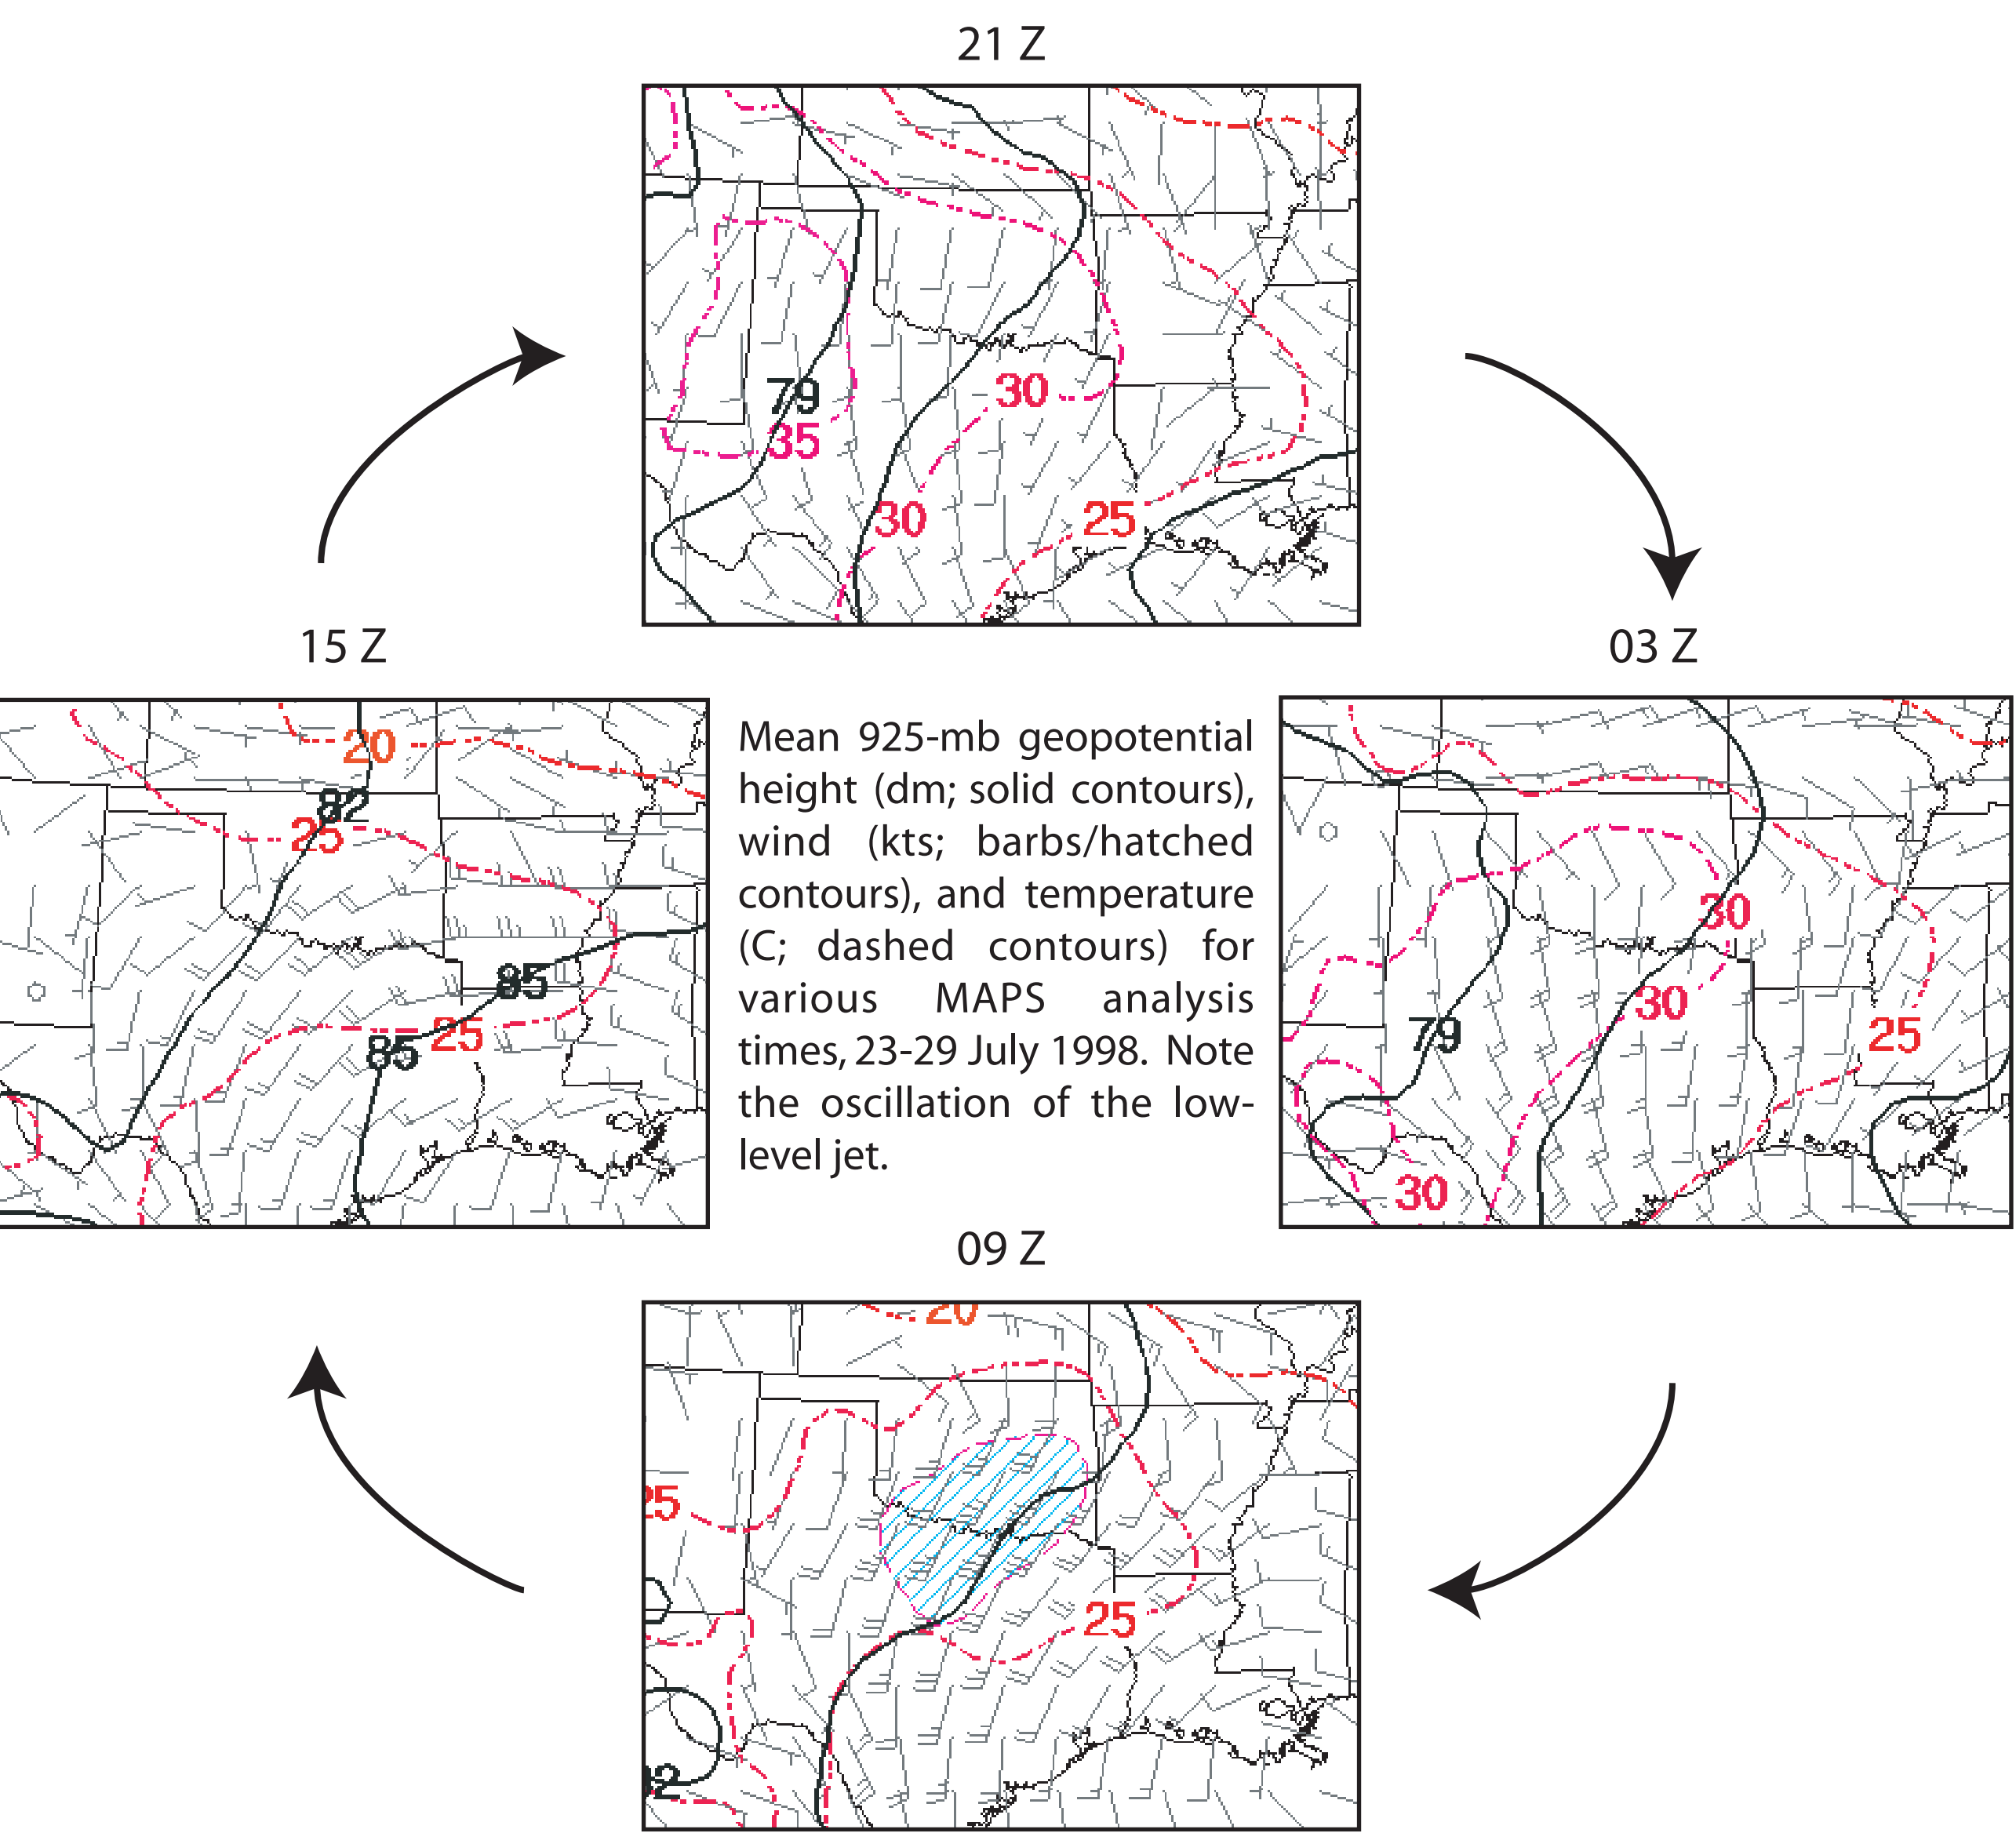 21 Z
79
35
30
30
25
15 Z
20
82
25
85
85
25
Mean 925-mb geopotential
height (dm; solid contours),
wind (kts; barbs/hatched
contours), and temperature
(C; dashed contours) for
various MAPS analysis
times, 23-29 July 1998. Note
the oscillation of the low-
level jet.
03 Z
30
30
79
25
30
09 Z
20
25
25